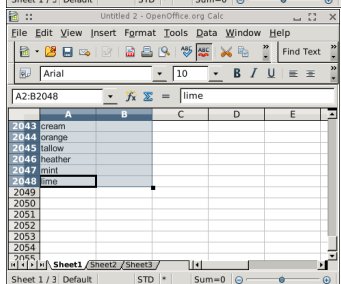 Sheet 1 / 3 Default STD Sum=0
Untitled 2 - OpenOffice.org Calc
File Edit View Insert Format Tools Data Window Help
Find Text
Arial 10 B I U
A2:B2048 lime
A B C D E
2043 cream
2044 orange
2045 tallow
2046 heather
2047 mint
2048 lime
2049
2050
2051
2052
2053
2054
2055
Sheet1 Sheet2 Sheet3
Sheet 1 / 3 Default STD * Sum=0